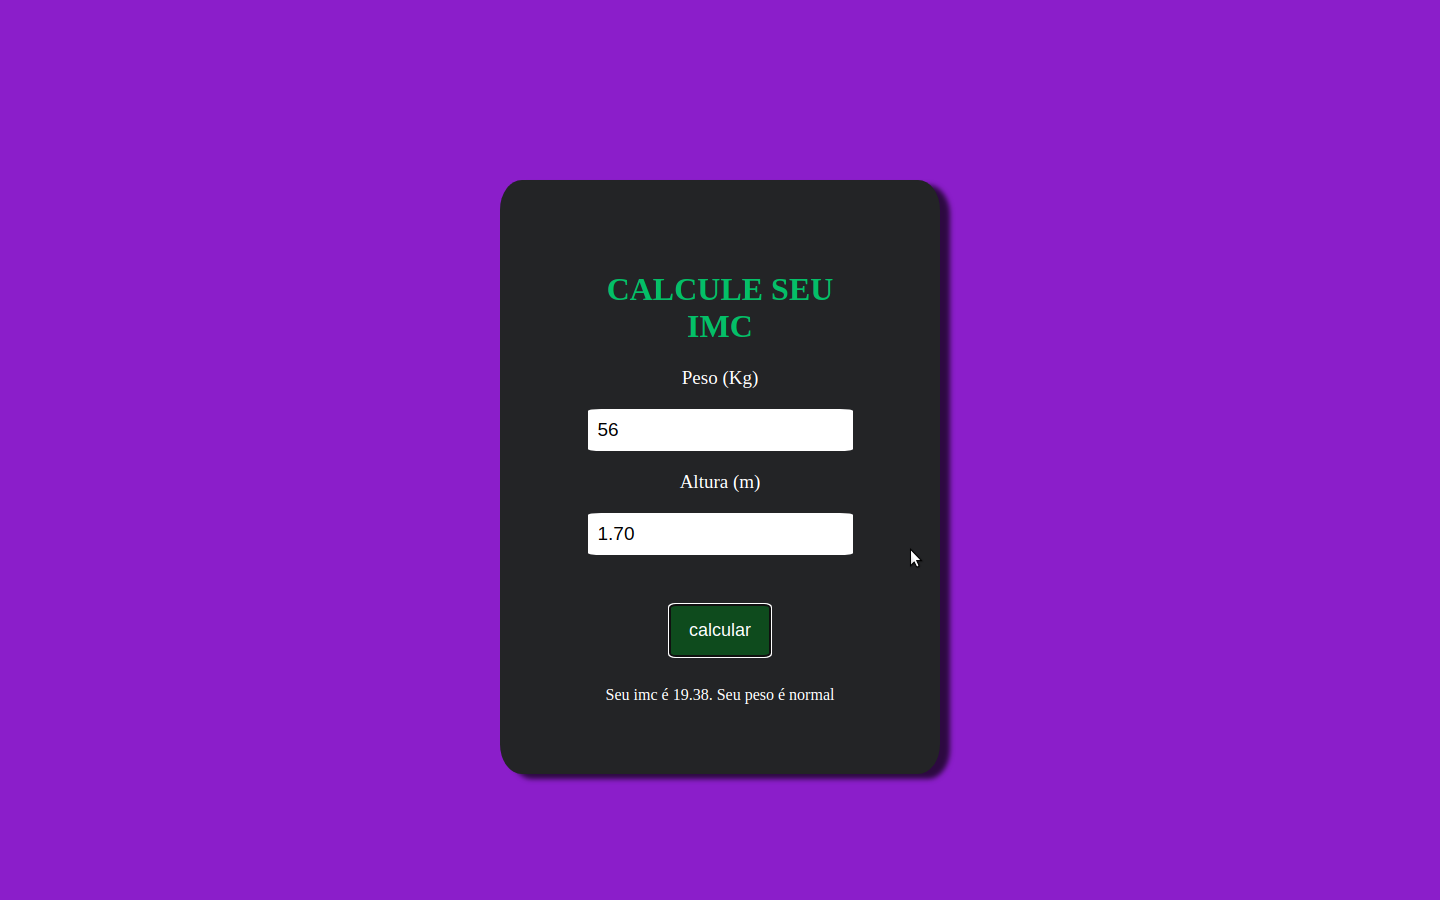 CALCULE SEU
IMC
Peso (Kg)
56
Altura (m)
1.70
calcular
Seu imc é 19.38. Seu peso é normal